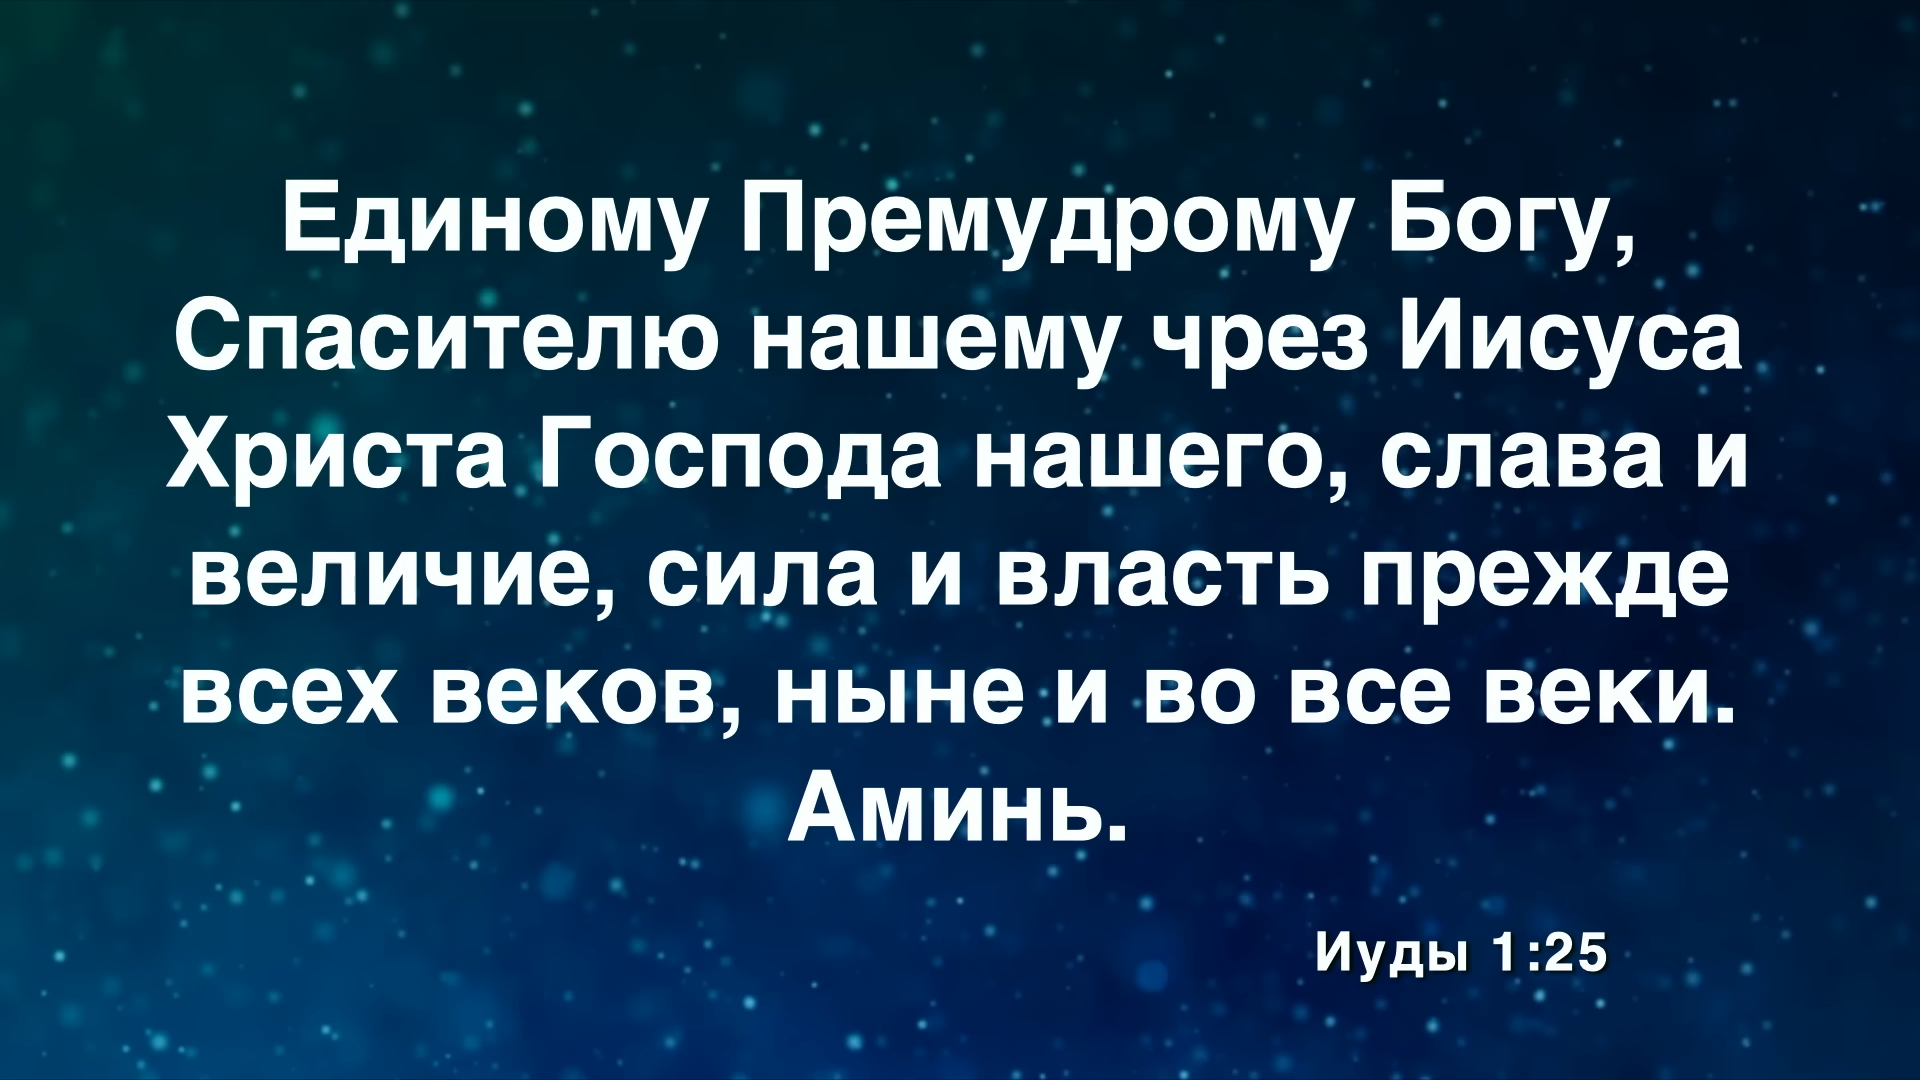 Единому Премудрому Богу,
Спасителю нашему чрез Иисуса
Христа Господа нашего, слава и
величие, сила и власть прежде
всех веков, ныне и во все веки.
Аминь.
Иуды 1:25